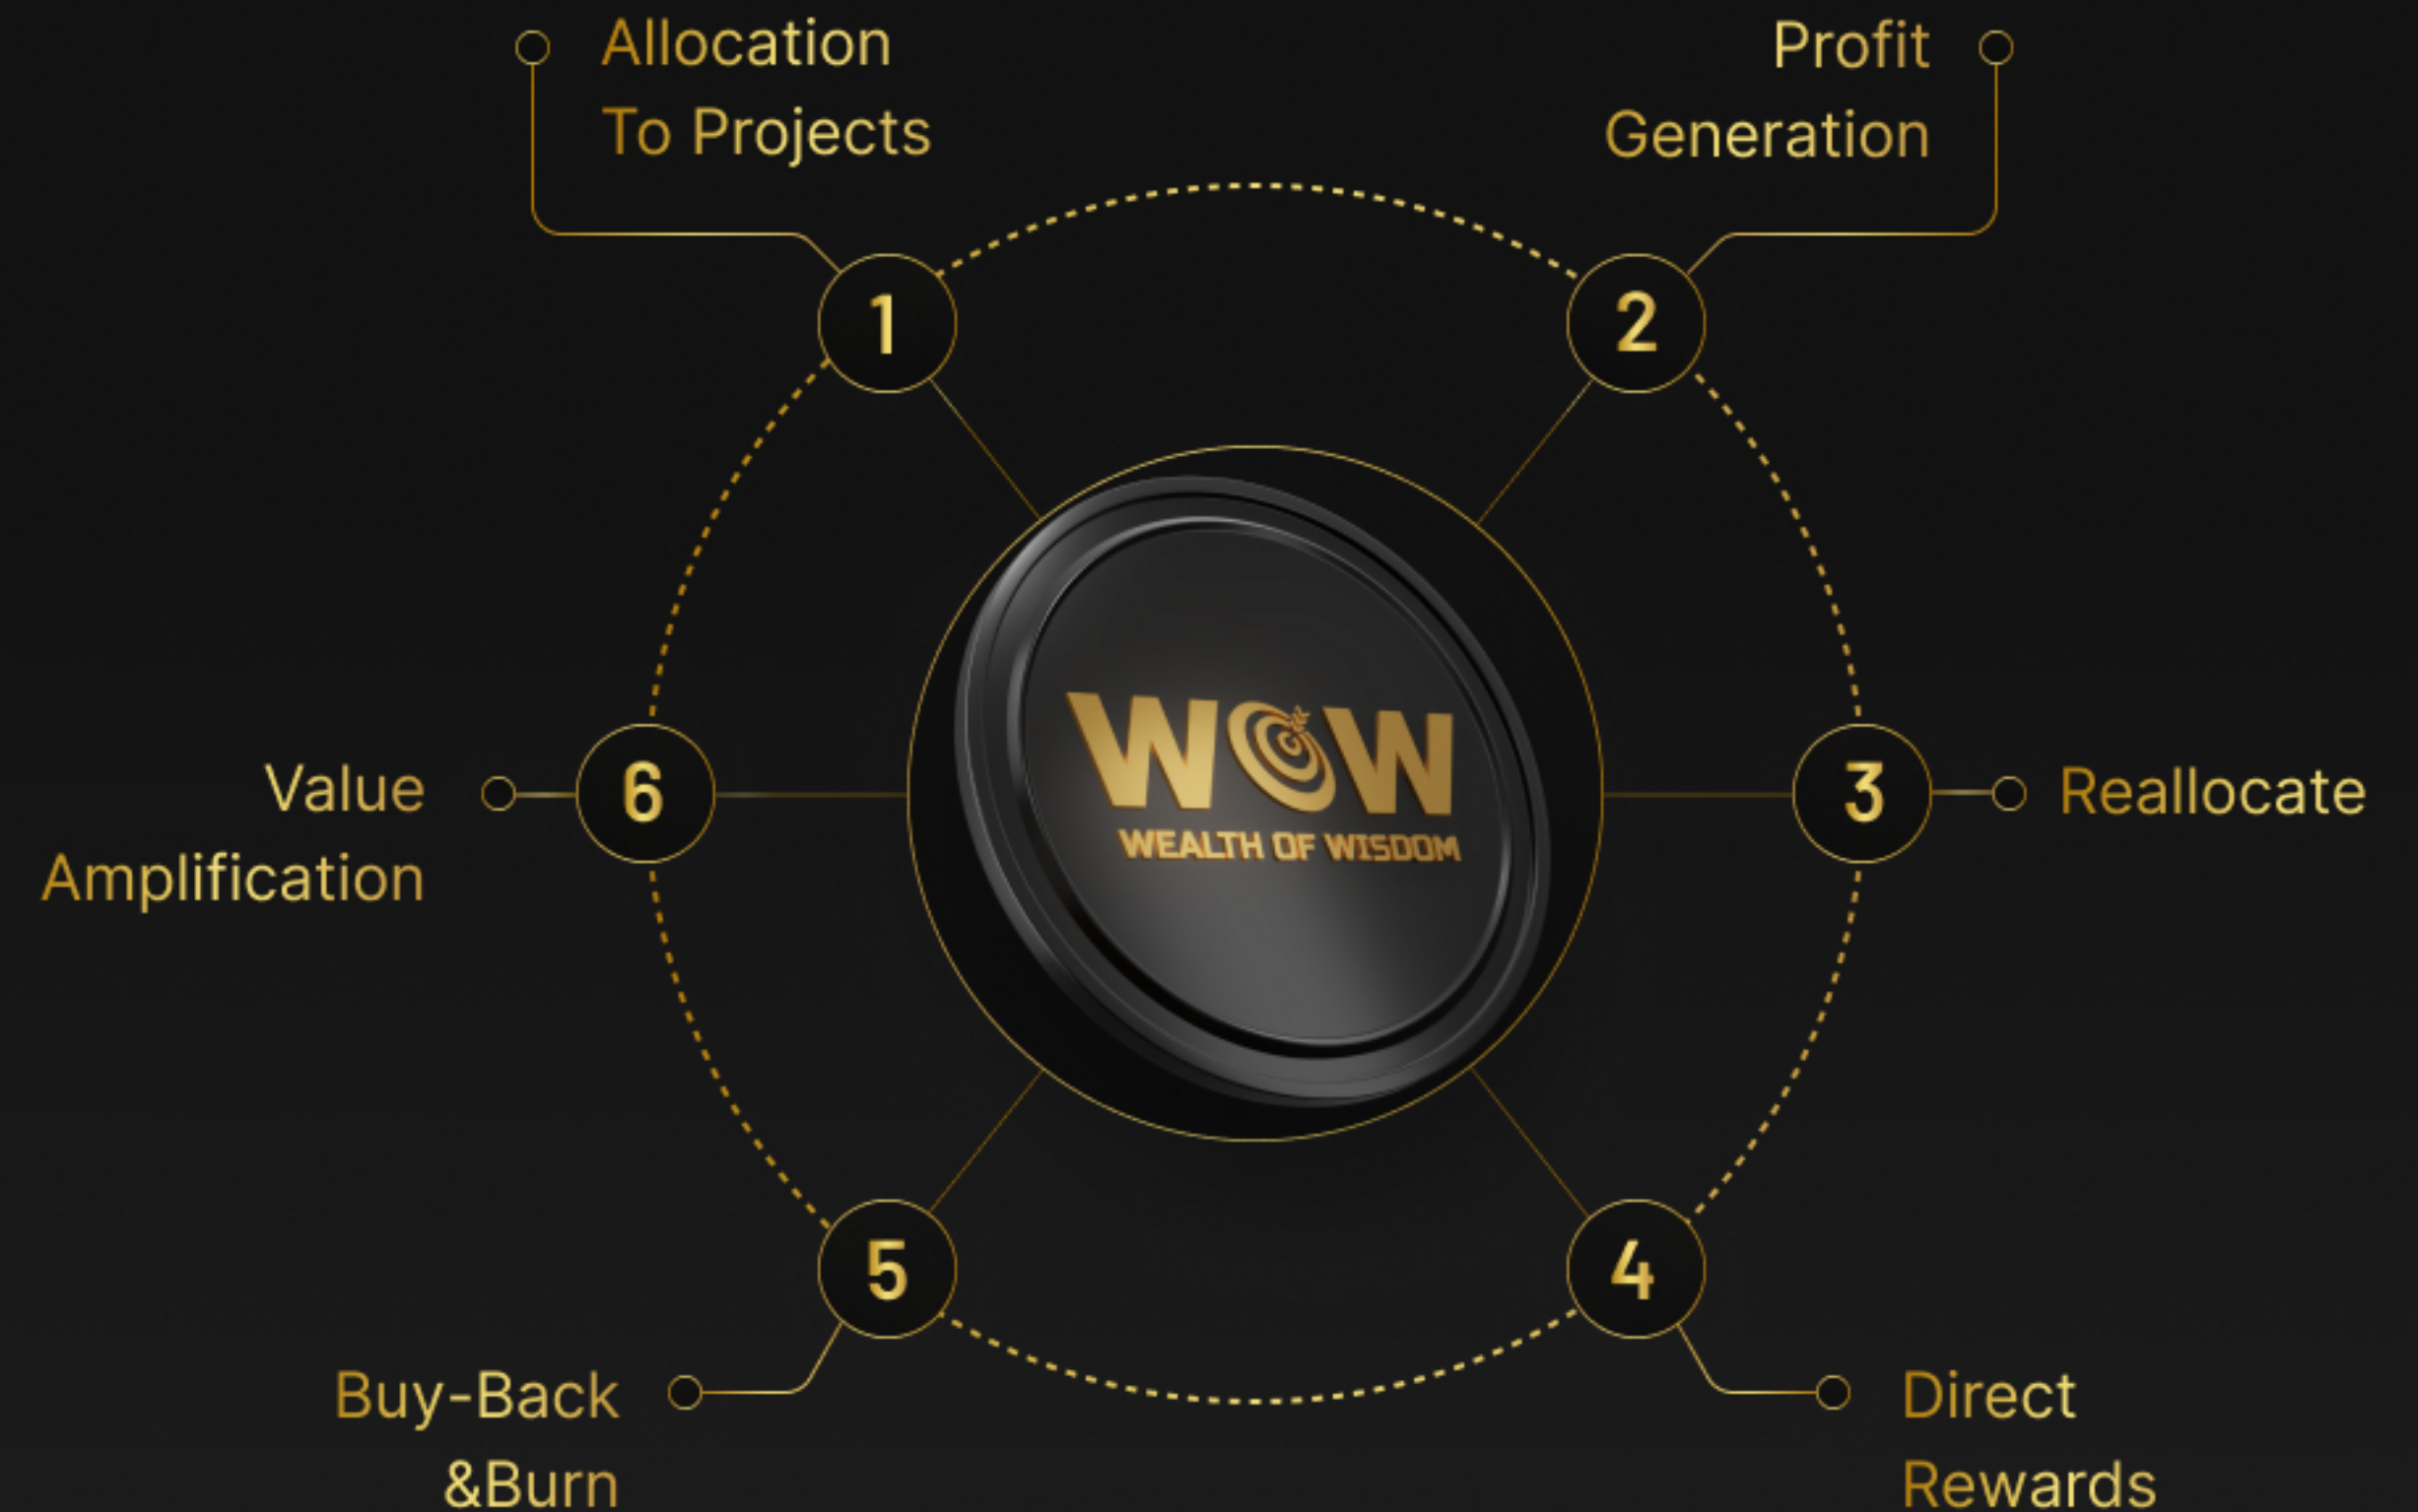 Allocation
To Projects
Profit
Generation
1
2
WOW
WEALTH OF WISDOM
6
Value
Amplification
3
Reallocate
5
4
Buy-Back
&Burn
Direct
Rewards